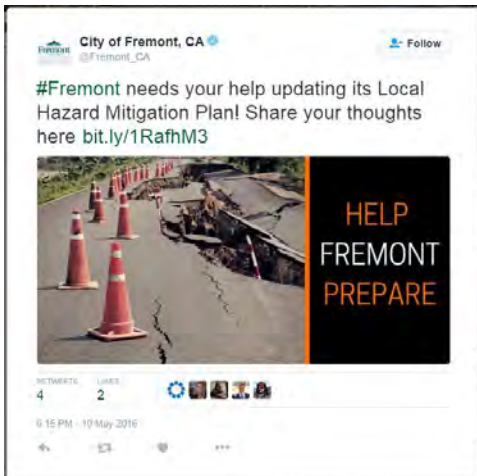 Fremont
City of Fremont, CA
@Fremont_CA
Follow
#Fremont needs your help updating its Local
Hazard Mitigation Plan! Share your thoughts
here bit.ly/1RafhM3
HELP
FREMONT
PREPARE
RETWEETS LIKES
4 2
6:15 PM - 10 May 2016